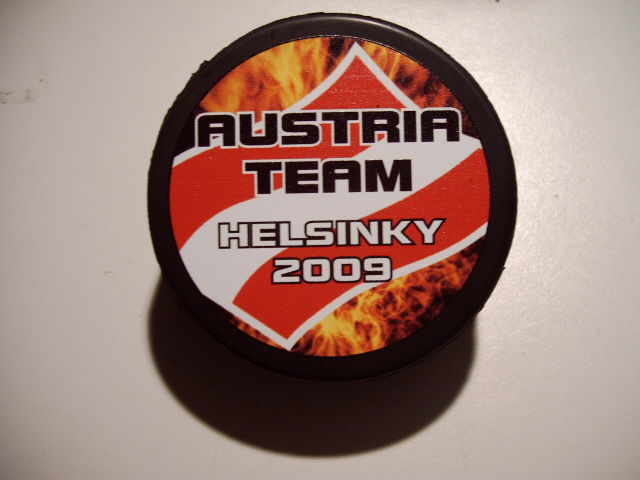 AUSTRIA
TEAM
HELSINKY
2009